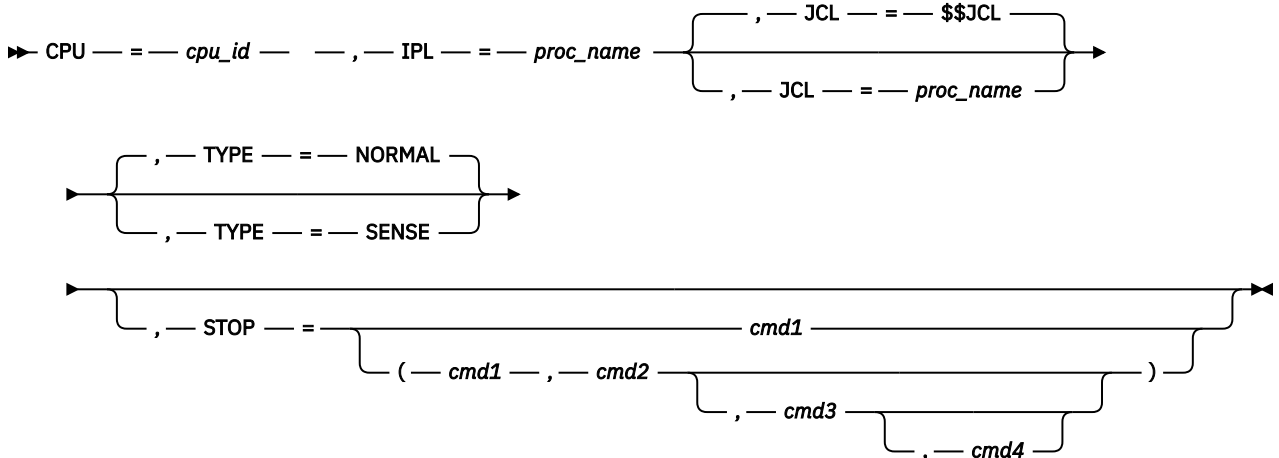 , JCL = $$JCL
CPU = cpu_id , IPL = proc_name
, JCL = proc_name
, TYPE = NORMAL
, TYPE = SENSE
, STOP = cmd1
( cmd1 , cmd2 )
, cmd3
, cmd4